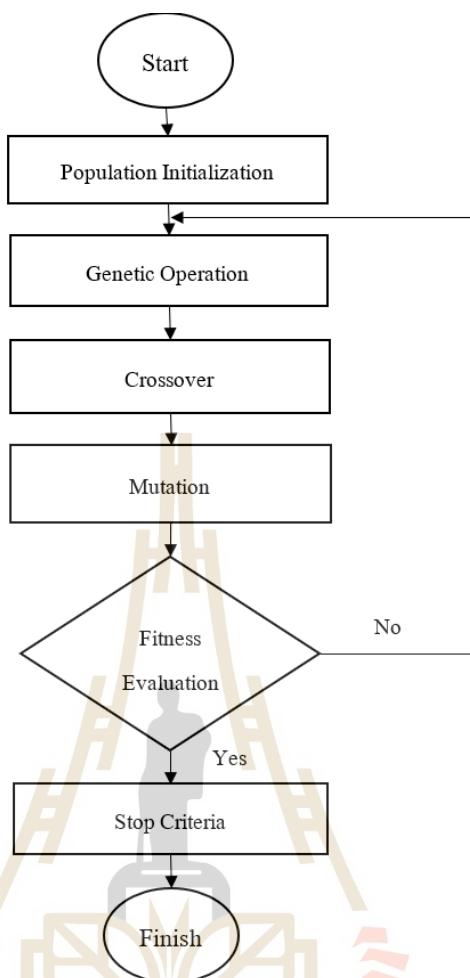 Start
Population Initialization
Genetic Operation
Crossover
Mutation
Fitness
Evaluation
No
Yes
Stop Criteria
Finish